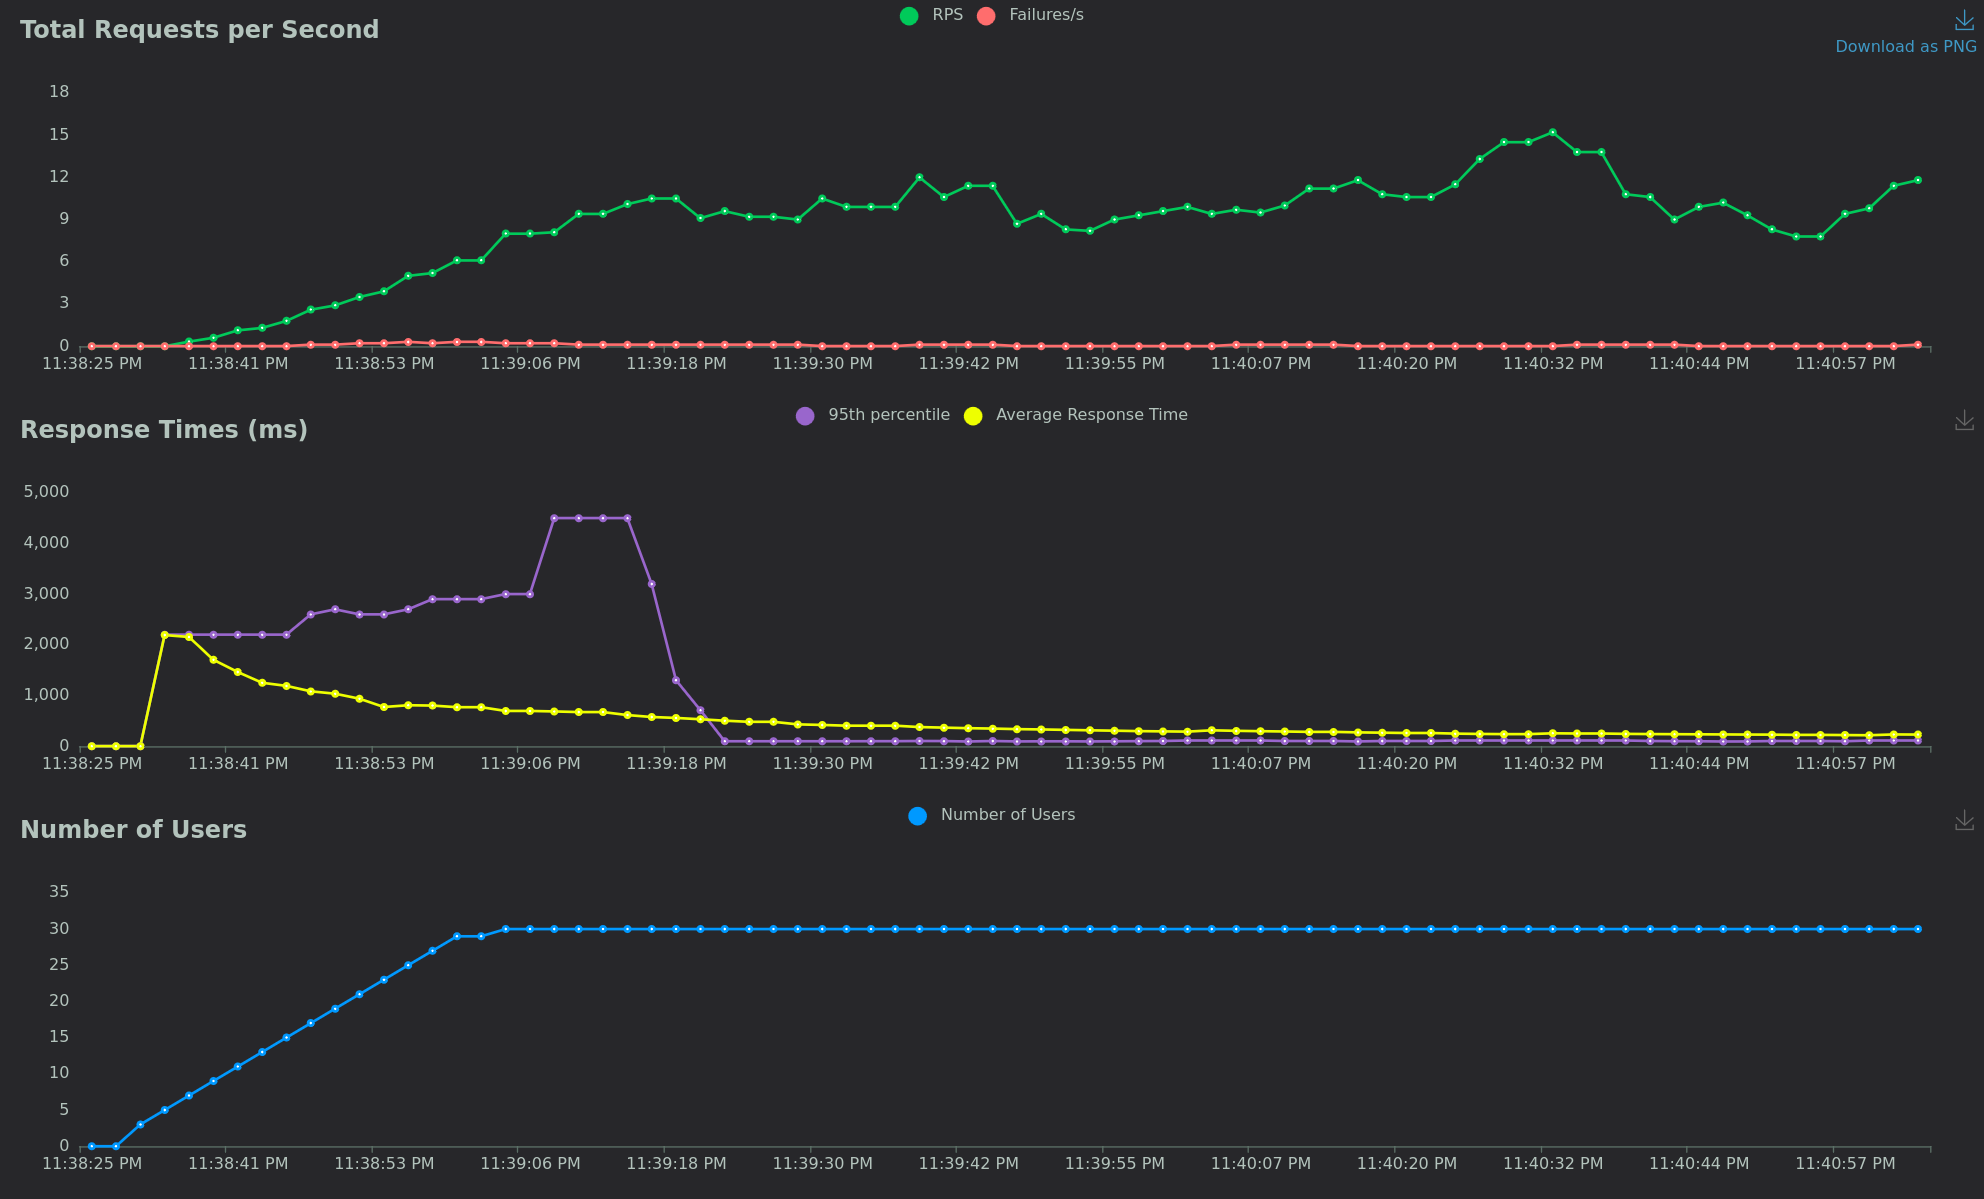 Total Requests per Second
RPS Failures/s
Download as PNG
18
15
12
9
6
3
0
11:38:25 PM 11:38:41 PM 11:38:53 PM 11:39:06 PM 11:39:18 PM 11:39:30 PM 11:39:42 PM 11:39:55 PM 11:40:07 PM 11:40:20 PM 11:40:32 PM 11:40:44 PM 11:40:57 PM
Response Times (ms)
95th percentile Average Response Time
5,000
4,000
3,000
2,000
1,000
0
11:38:25 PM 11:38:41 PM 11:38:53 PM 11:39:06 PM 11:39:18 PM 11:39:30 PM 11:39:42 PM 11:39:55 PM 11:40:07 PM 11:40:20 PM 11:40:32 PM 11:40:44 PM 11:40:57 PM
Number of Users
Number of Users
35
30
25
20
15
10
5
0
11:38:25 PM 11:38:41 PM 11:38:53 PM 11:39:06 PM 11:39:18 PM 11:39:30 PM 11:39:42 PM 11:39:55 PM 11:40:07 PM 11:40:20 PM 11:40:32 PM 11:40:44 PM 11:40:57 PM